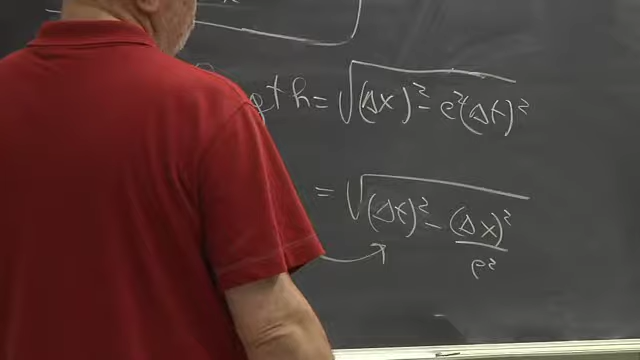 gth = √(Δx)² - c²(Δt)²
= √(Δt)² - (Δx)²/c²